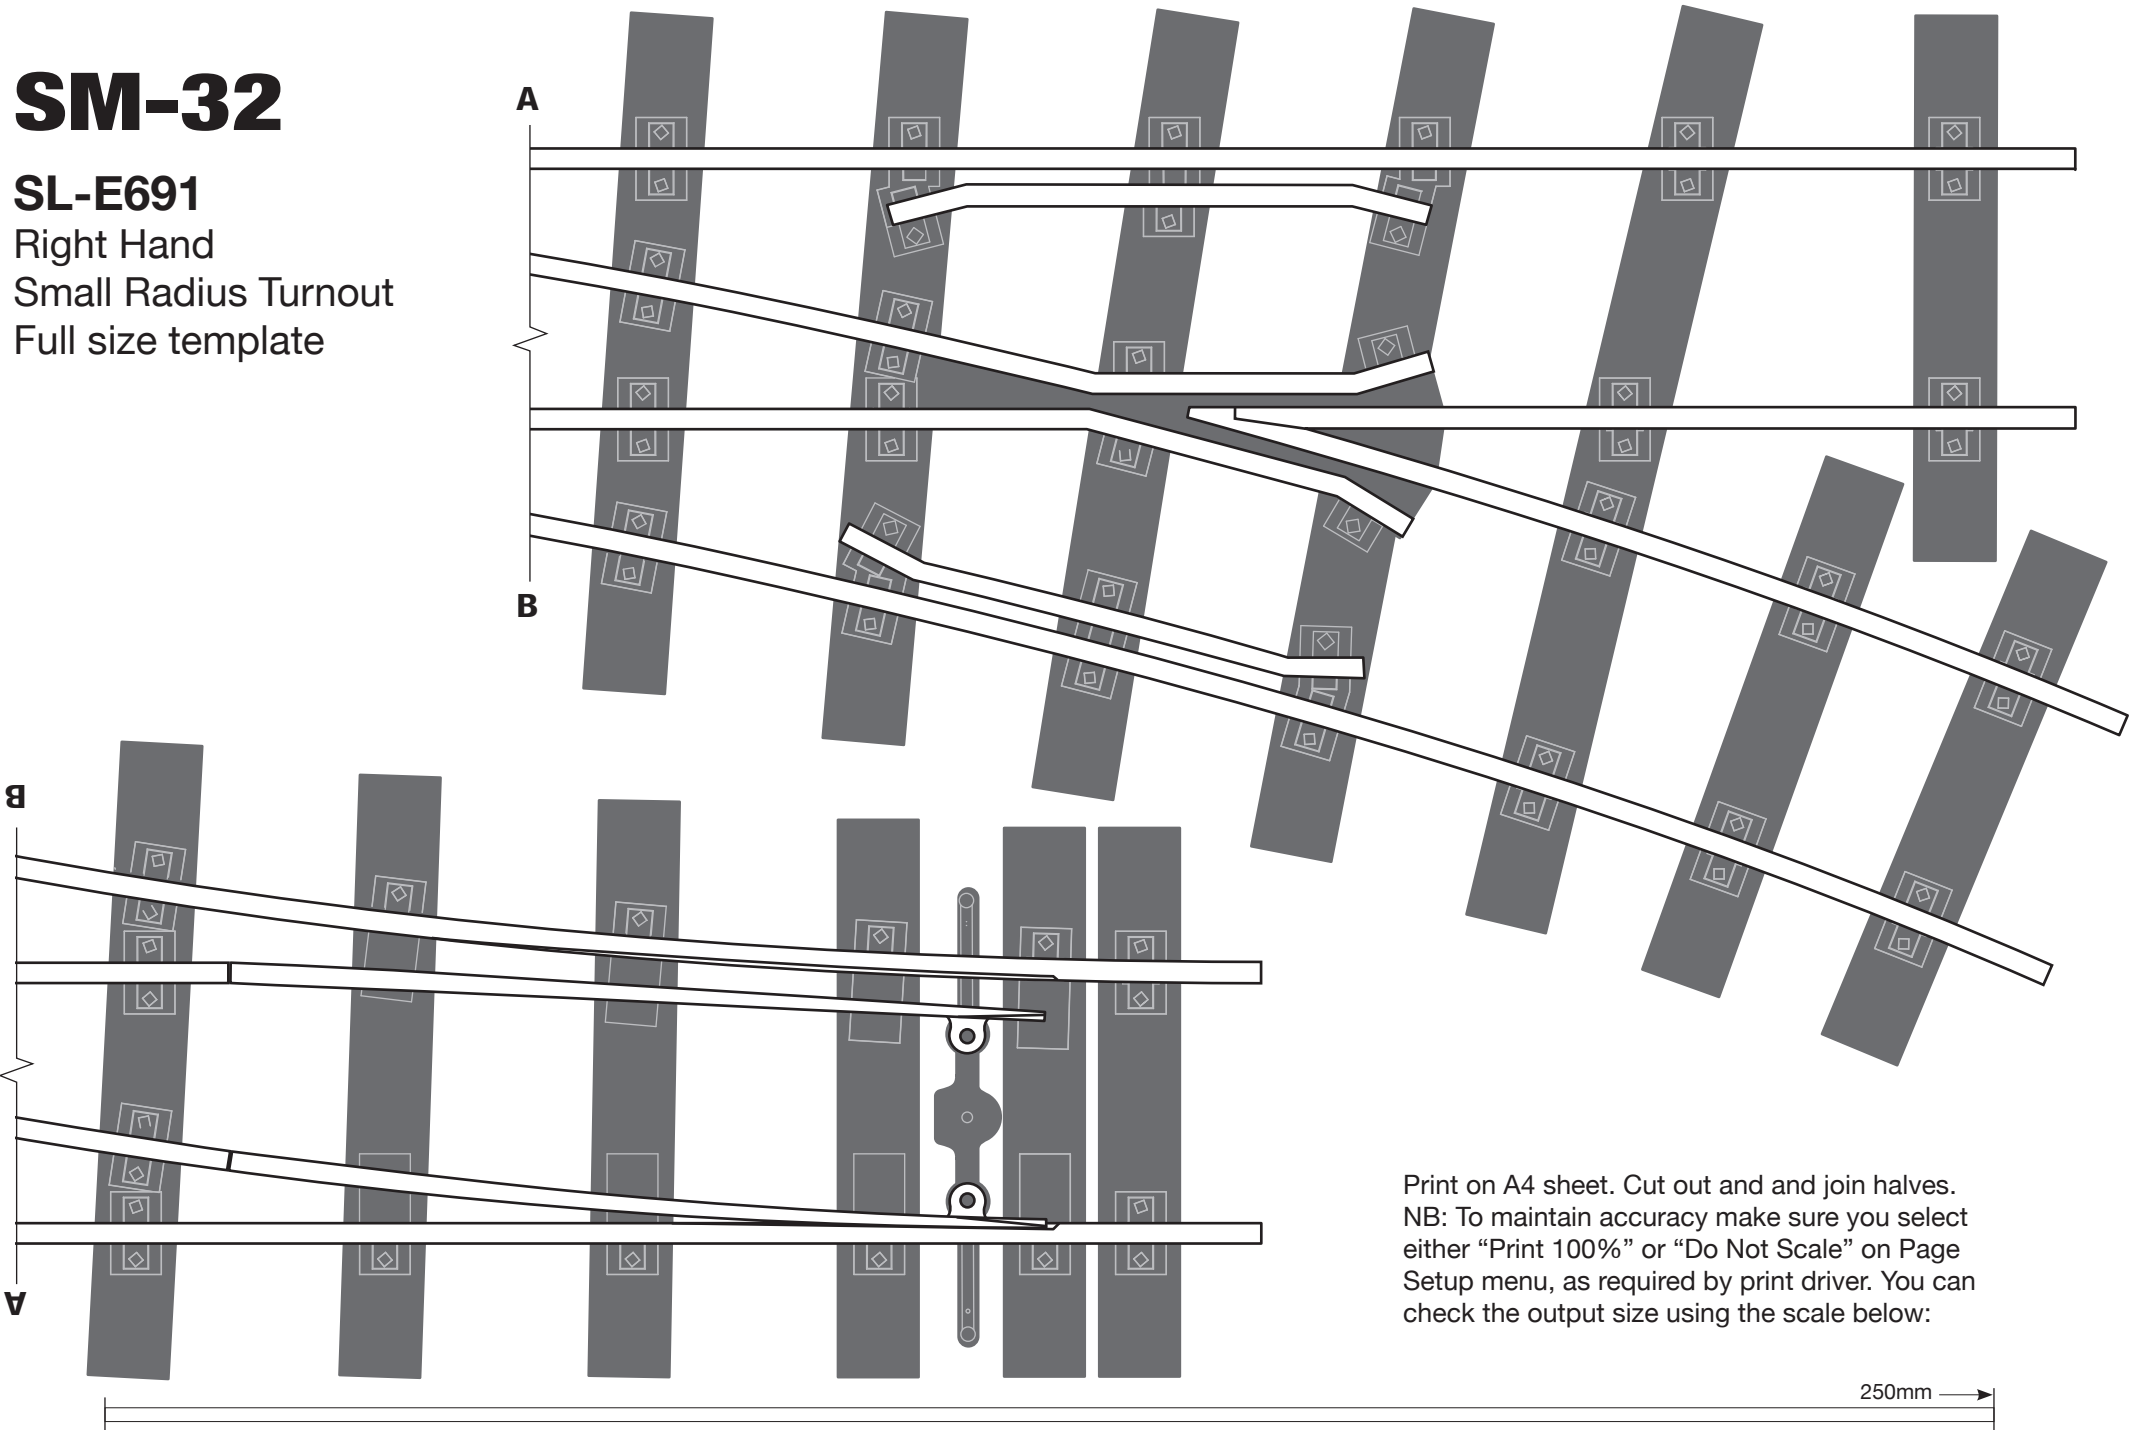 SM-32
SL-E691
Right Hand
Small Radius Turnout
Full size template
A
B
B
A
Print on A4 sheet. Cut out and and join halves.
NB: To maintain accuracy make sure you select
either “Print 100%” or “Do Not Scale” on Page
Setup menu, as required by print driver. You can
check the output size using the scale below:
250mm